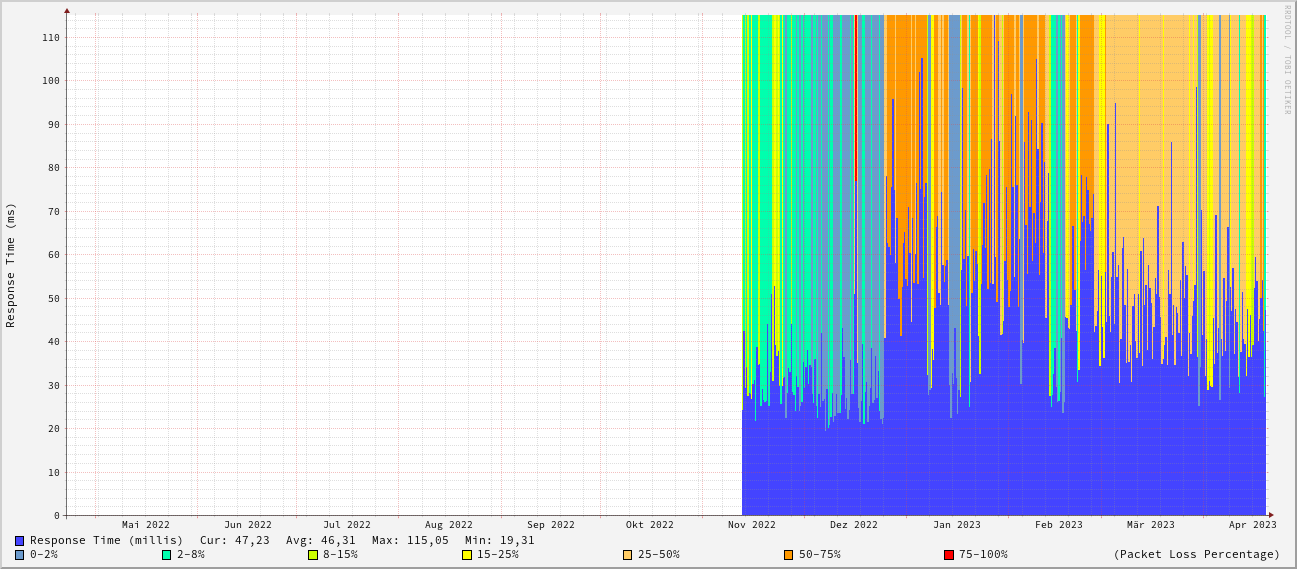 RRDTOOL / TOBI OETIKER
Response Time (ms)
110
100
90
80
70
60
50
40
30
20
10
0
Mai 2022 Jun 2022 Jul 2022 Aug 2022 Sep 2022 Okt 2022 Nov 2022 Dez 2022 Jan 2023 Feb 2023 Mär 2023 Apr 2023
Response Time (millis) Cur: 47,23 Avg: 46,31 Max: 115,05 Min: 19,31
0-2% 2-8% 8-15% 15-25% 25-50% 50-75% 75-100% (Packet Loss Percentage)